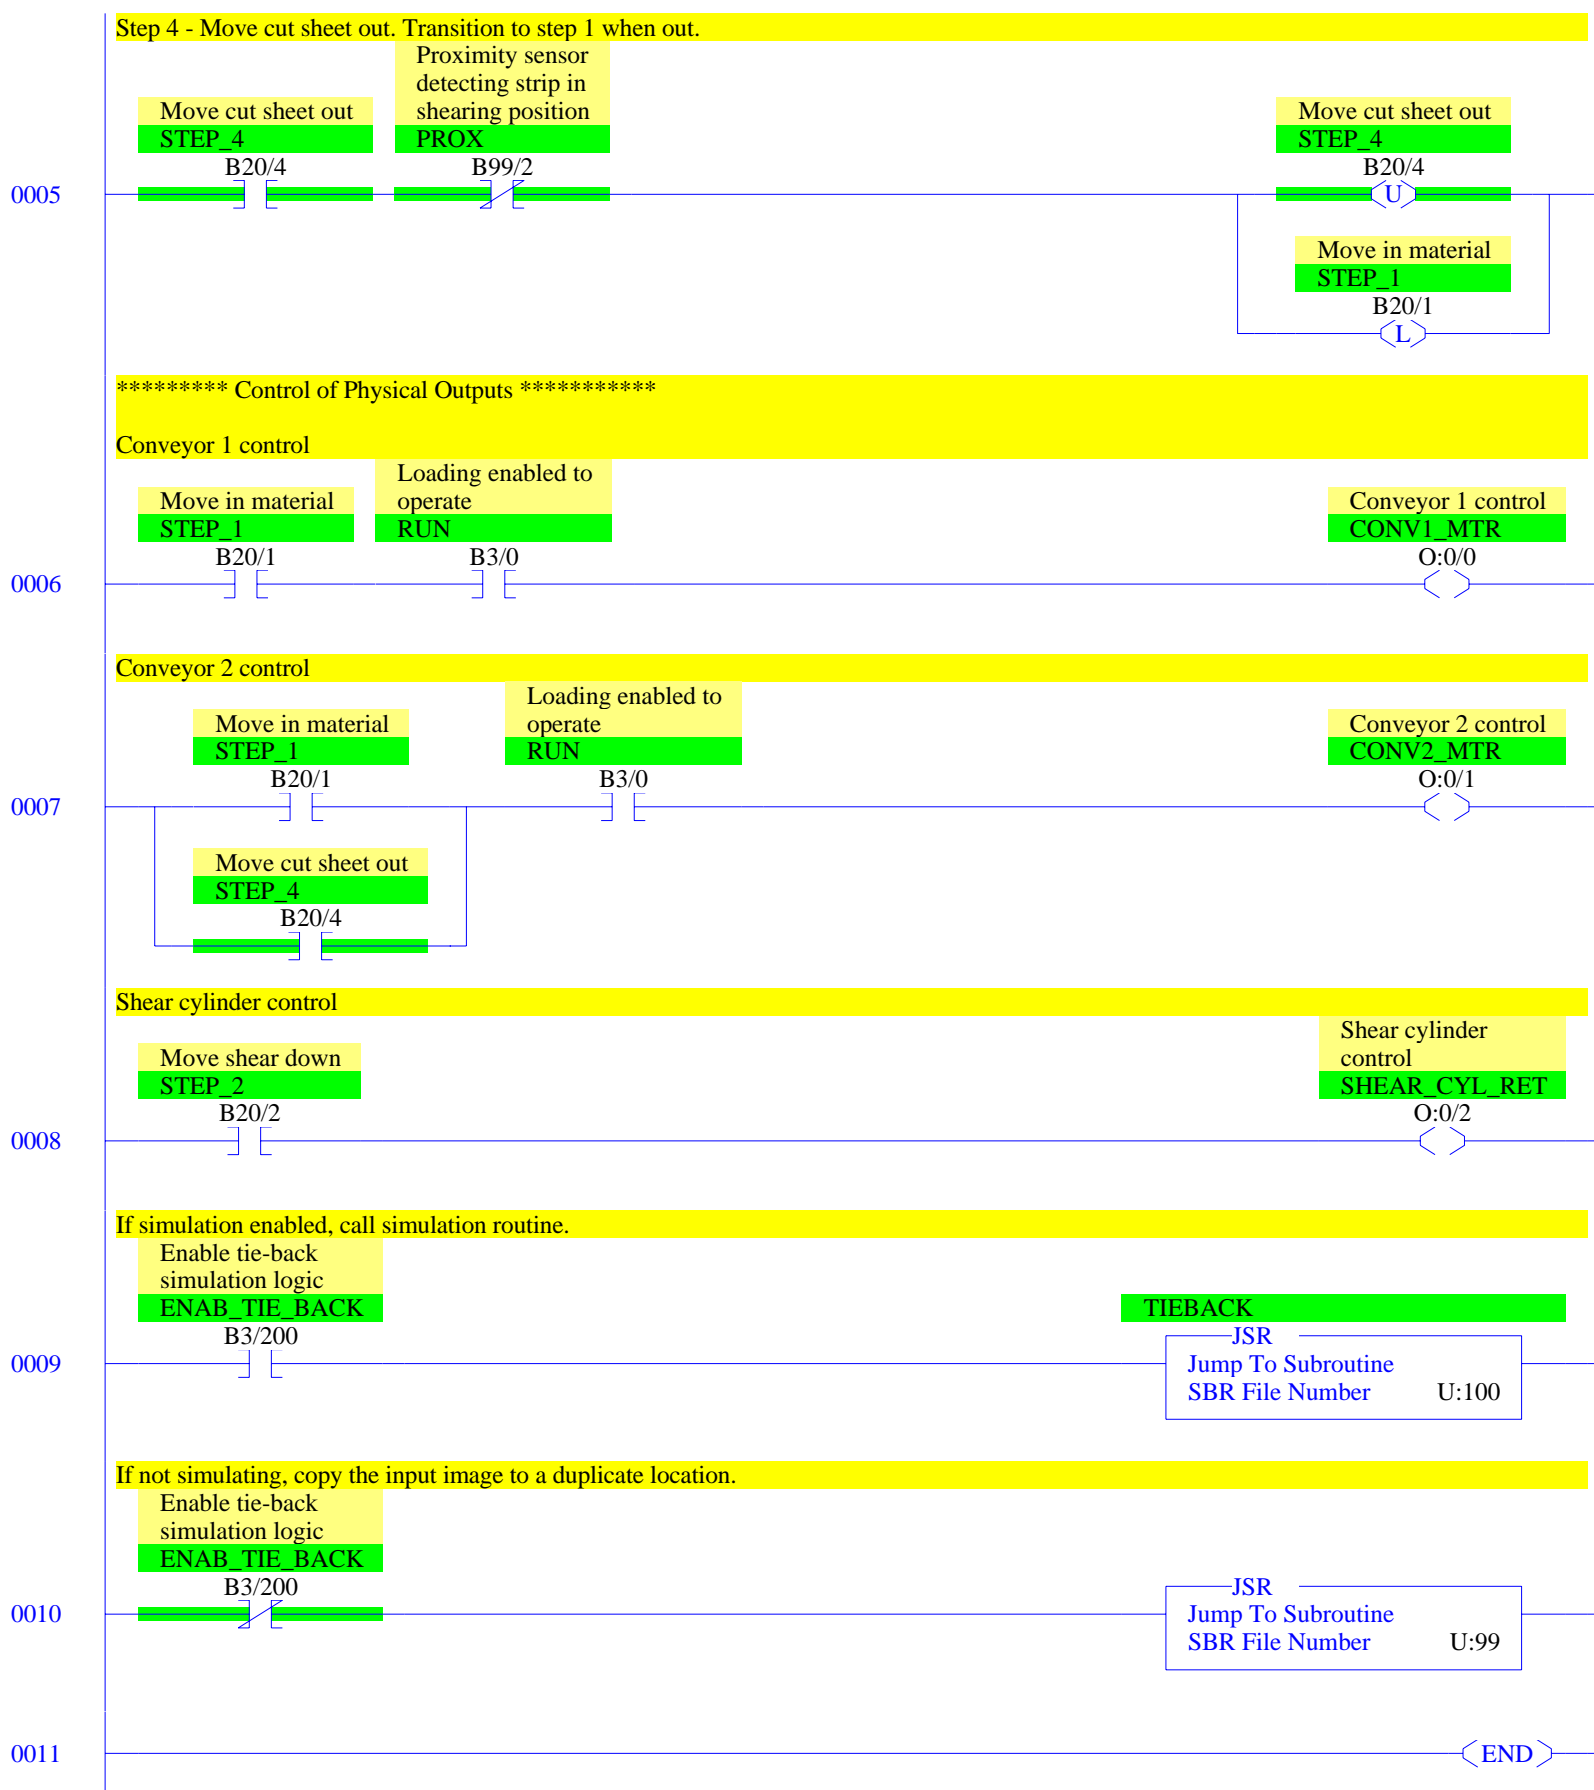 Step 4 - Move cut sheet out. Transition to step 1 when out.
Proximity sensor
detecting strip in
shearing position
Move cut sheet out
STEP_4
PROX
B20/4
B99/2
Move cut sheet out
STEP_4
B20/4
0005
U
Move in material
STEP_1
B20/1
L
********* Control of Physical Outputs ***********
Conveyor 1 control
Loading enabled to
operate
Move in material
STEP_1
RUN
B20/1
B3/0
Conveyor 1 control
CONV1_MTR
O:0/0
0006
Conveyor 2 control
Loading enabled to
operate
Move in material
STEP_1
RUN
B20/1
B3/0
Conveyor 2 control
CONV2_MTR
O:0/1
0007
Move cut sheet out
STEP_4
B20/4
Shear cylinder control
Shear cylinder
control
SHEAR_CYL_RET
O:0/2
Move shear down
STEP_2
B20/2
0008
If simulation enabled, call simulation routine.
Enable tie-back
simulation logic
ENAB_TIE_BACK
B3/200
TIEBACK
JSR
0009
Jump To Subroutine
SBR File Number U:100
If not simulating, copy the input image to a duplicate location.
Enable tie-back
simulation logic
ENAB_TIE_BACK
B3/200
JSR
0010
Jump To Subroutine
SBR File Number U:99
0011
END